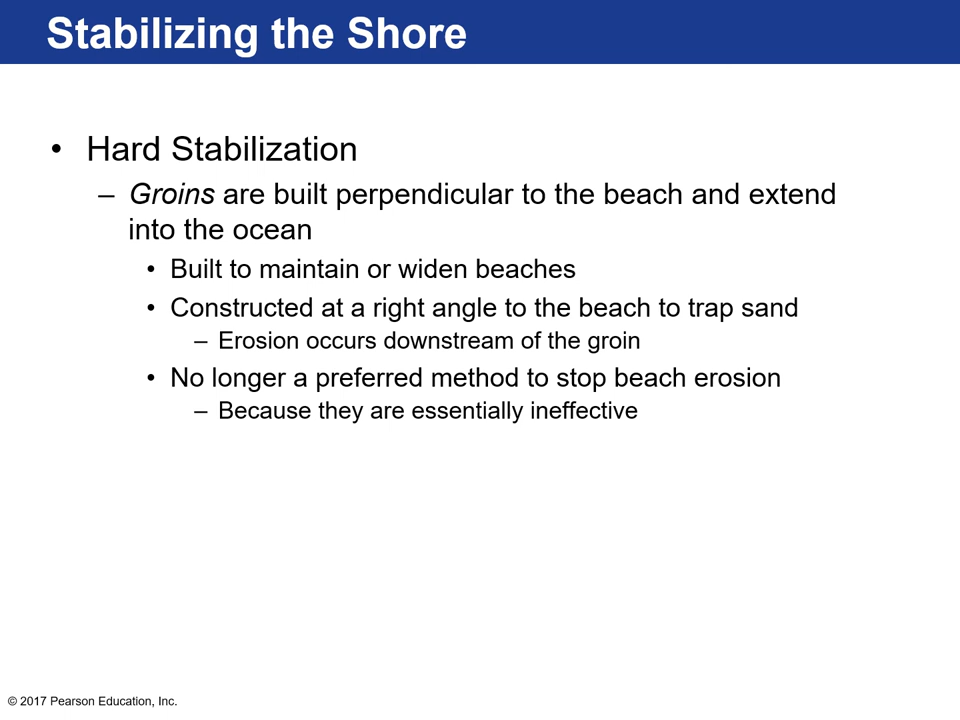 Stabilizing the Shore
• Hard Stabilization
– Groins are built perpendicular to the beach and extend
into the ocean
• Built to maintain or widen beaches
• Constructed at a right angle to the beach to trap sand
– Erosion occurs downstream of the groin
• No longer a preferred method to stop beach erosion
– Because they are essentially ineffective
© 2017 Pearson Education, Inc.